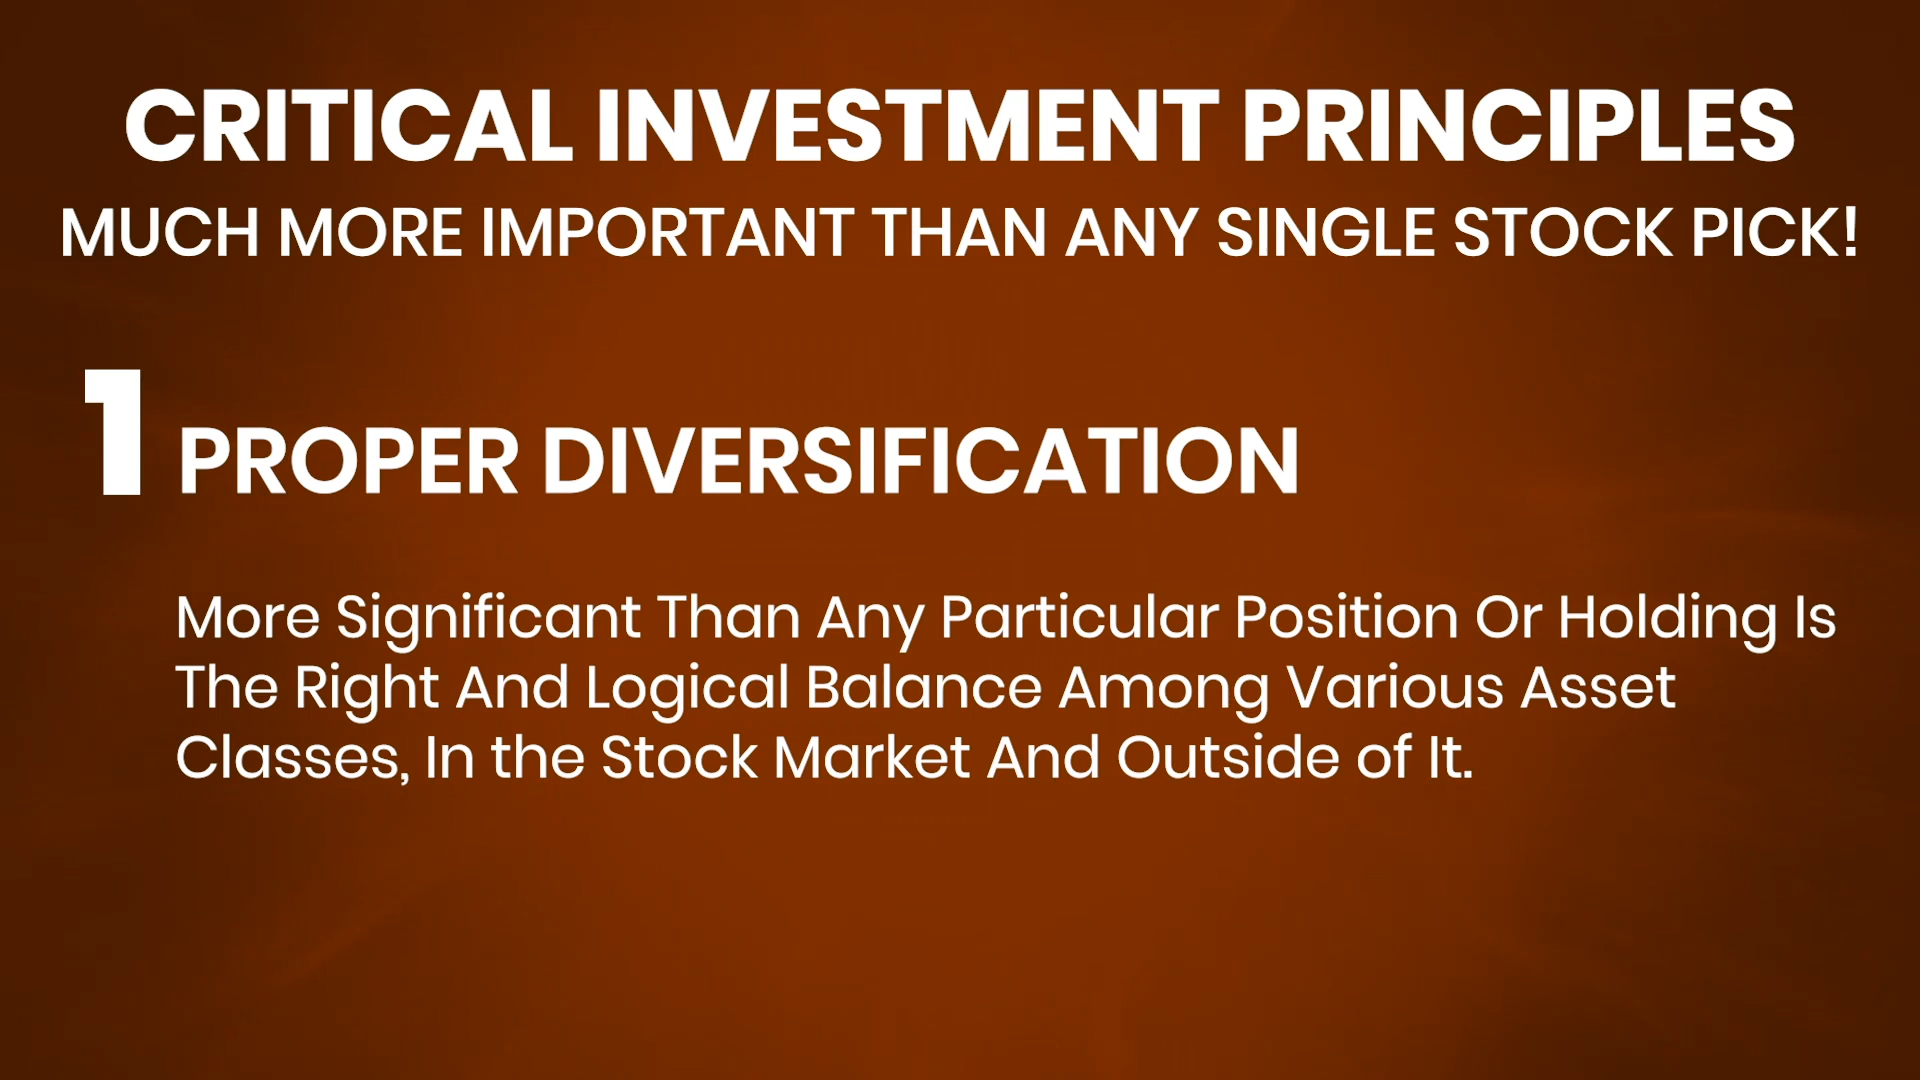 CRITICAL INVESTMENT PRINCIPLES
MUCH MORE IMPORTANT THAN ANY SINGLE STOCK PICK!
1 PROPER DIVERSIFICATION
More Significant Than Any Particular Position Or Holding Is
The Right And Logical Balance Among Various Asset
Classes, In the Stock Market And Outside of It.